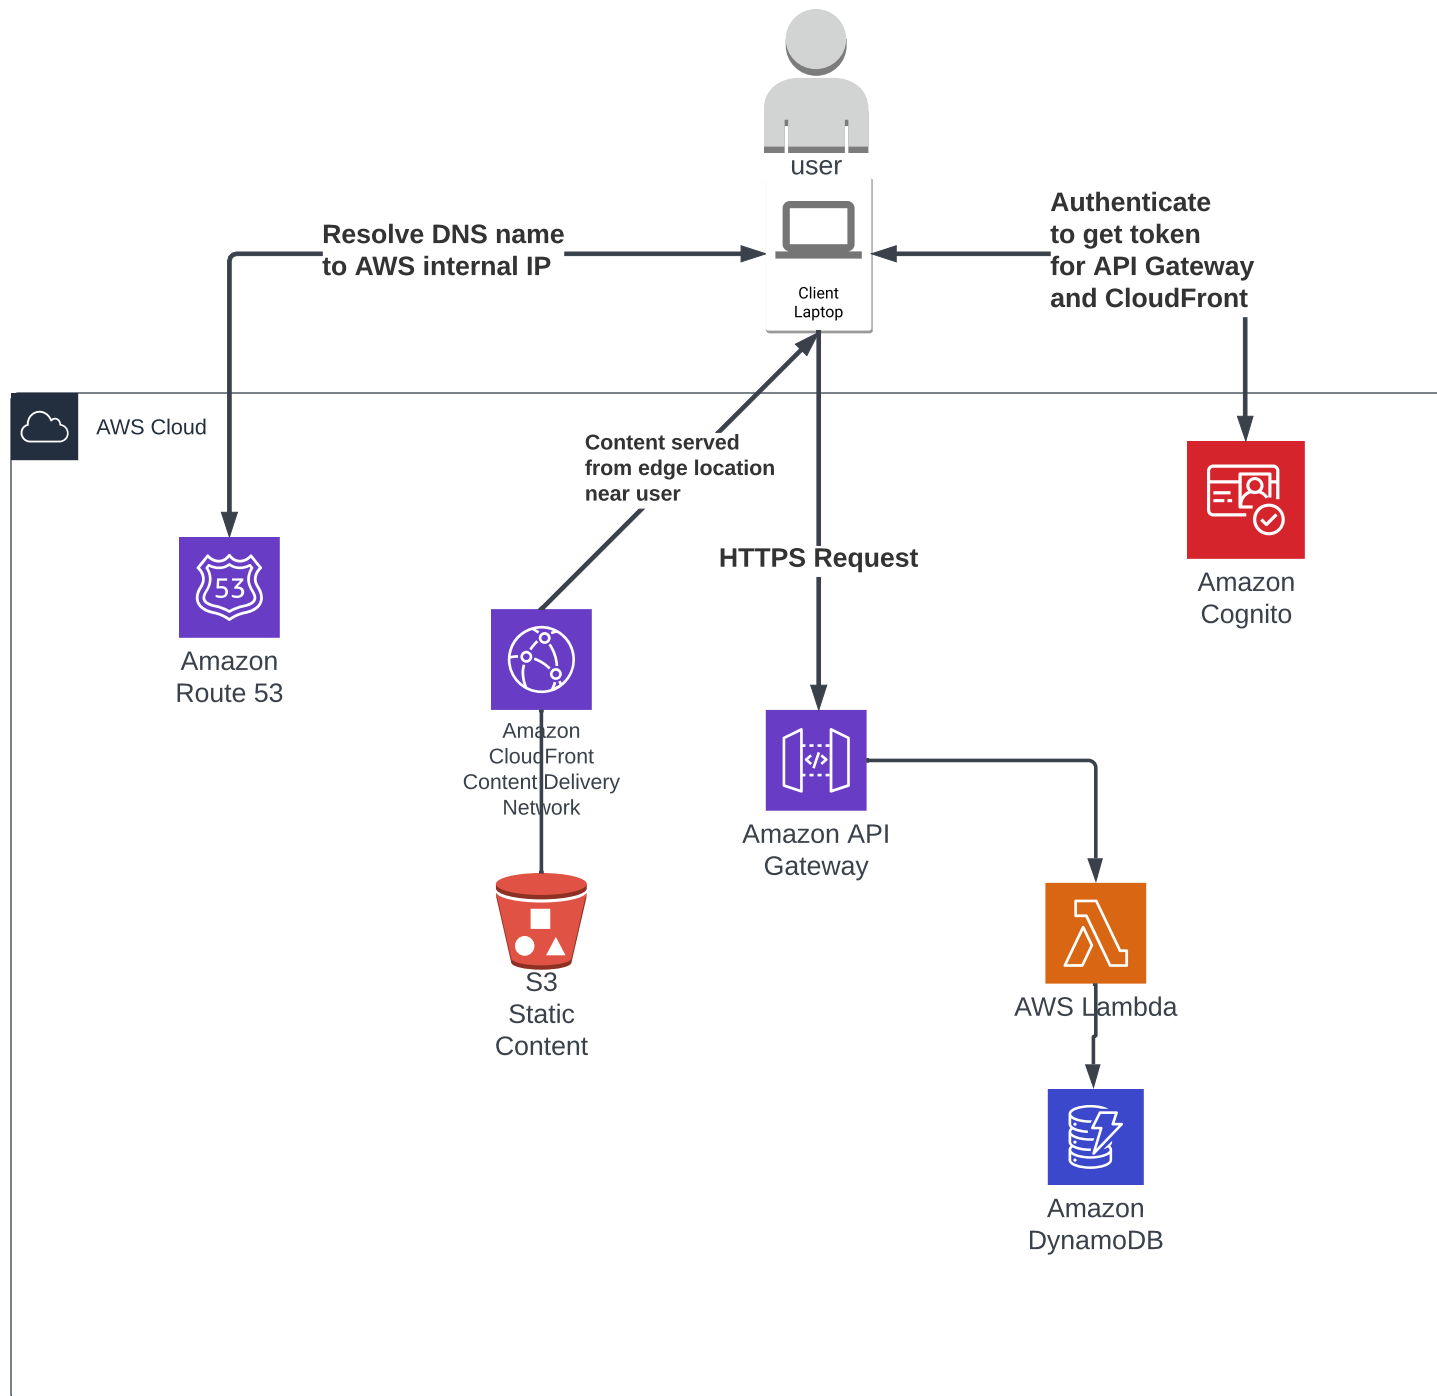 user
Authenticate
to get token
for API Gateway
and CloudFront
Resolve DNS name
to AWS internal IP
Client
Laptop
AWS Cloud
Content served
from edge location
near user
HTTPS Request
53
Amazon
Cognito
Amazon
Route 53
Amazon
CloudFront
Content Delivery
Network
</>
Amazon API
Gateway
S3
Static
Content
AWS Lambda
Amazon
DynamoDB